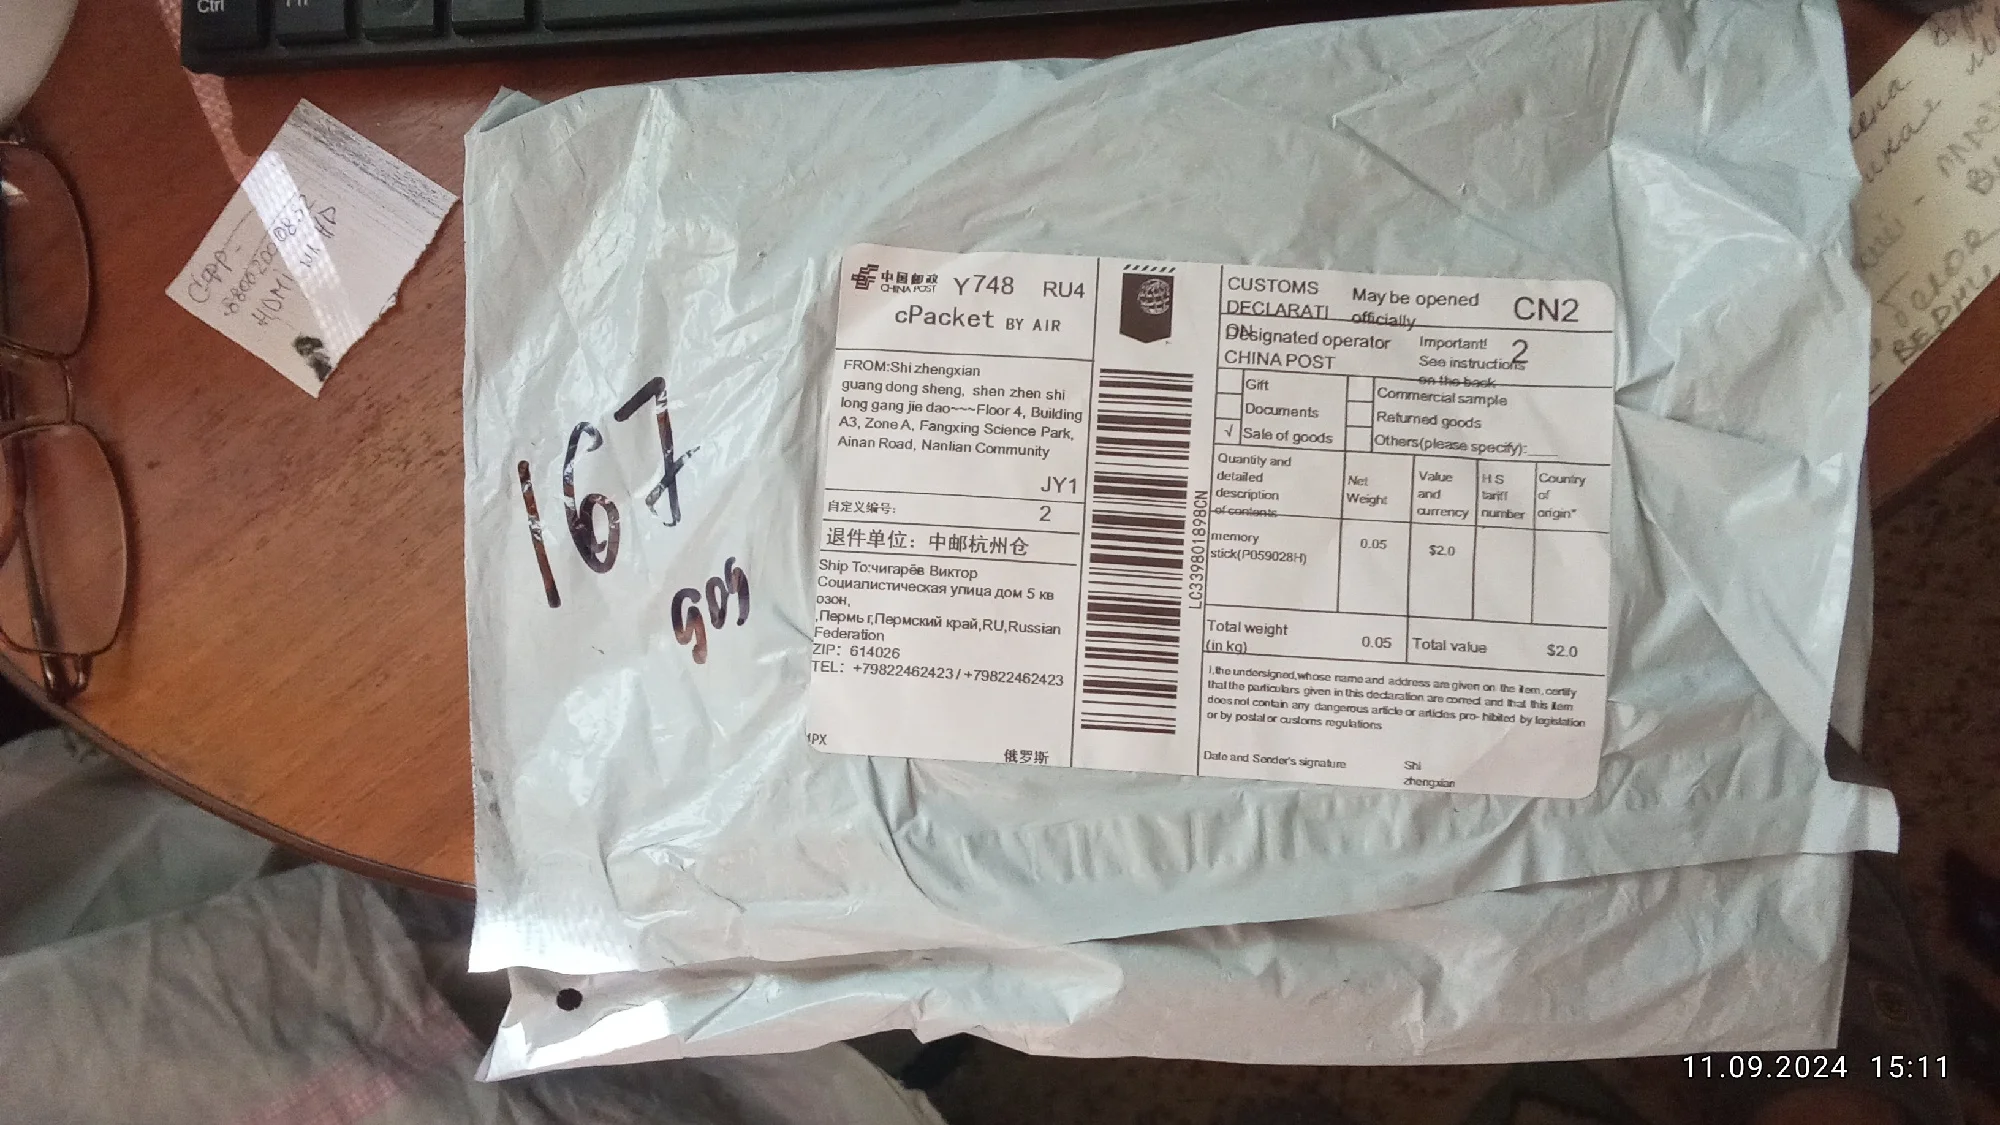 Ctrl
Fn
68002000852
HDMI на HD
167
909
中国邮政
CHINA POST
Y748 RU4
cPacket BY AIR
FROM:Shi zhengxian
guang dong sheng, shen zhen shi
long gang jie dao~~~Floor 4, Building
A3, Zone A, Fangxing Science Park,
Ainan Road, Nanlian Community
JY1
自定义编号: 2
退件单位：中邮杭州仓
Ship To:чигарёв Виктор
Социалистическая улица дом 5 кв
озон,
,Пермь г,Пермский край,RU,Russian
Federation
ZIP: 614026
TEL: +79822462423 / +79822462423
俄罗斯
LC339801898CN
CUSTOMS
DECLARATI
ON
May be opened
officially
CN2
2
Designated operator
CHINA POST
Important!
See instructions
on the back
Gift
Documents
√ Sale of goods
Commercial sample
Returned goods
Others(please specify):____
Quantity and
detailed
description
of contents
Net
Weight
Value
and
currency
H S
tariff
number
Country
of
origin*
memory
stick(P059028H)
0.05
$2.0
Total weight
(in kg)
0.05
Total value
$2.0
I,the undersigned,whose name and address are given on the item,certify
that the particulars given in this declaration are correct and that this item
does not contain any dangerous article or articles pro- hibited by legislation
or by postal or customs regulations
Date and Sender's signature
Shi
zhengxian
11.09.2024 15:11